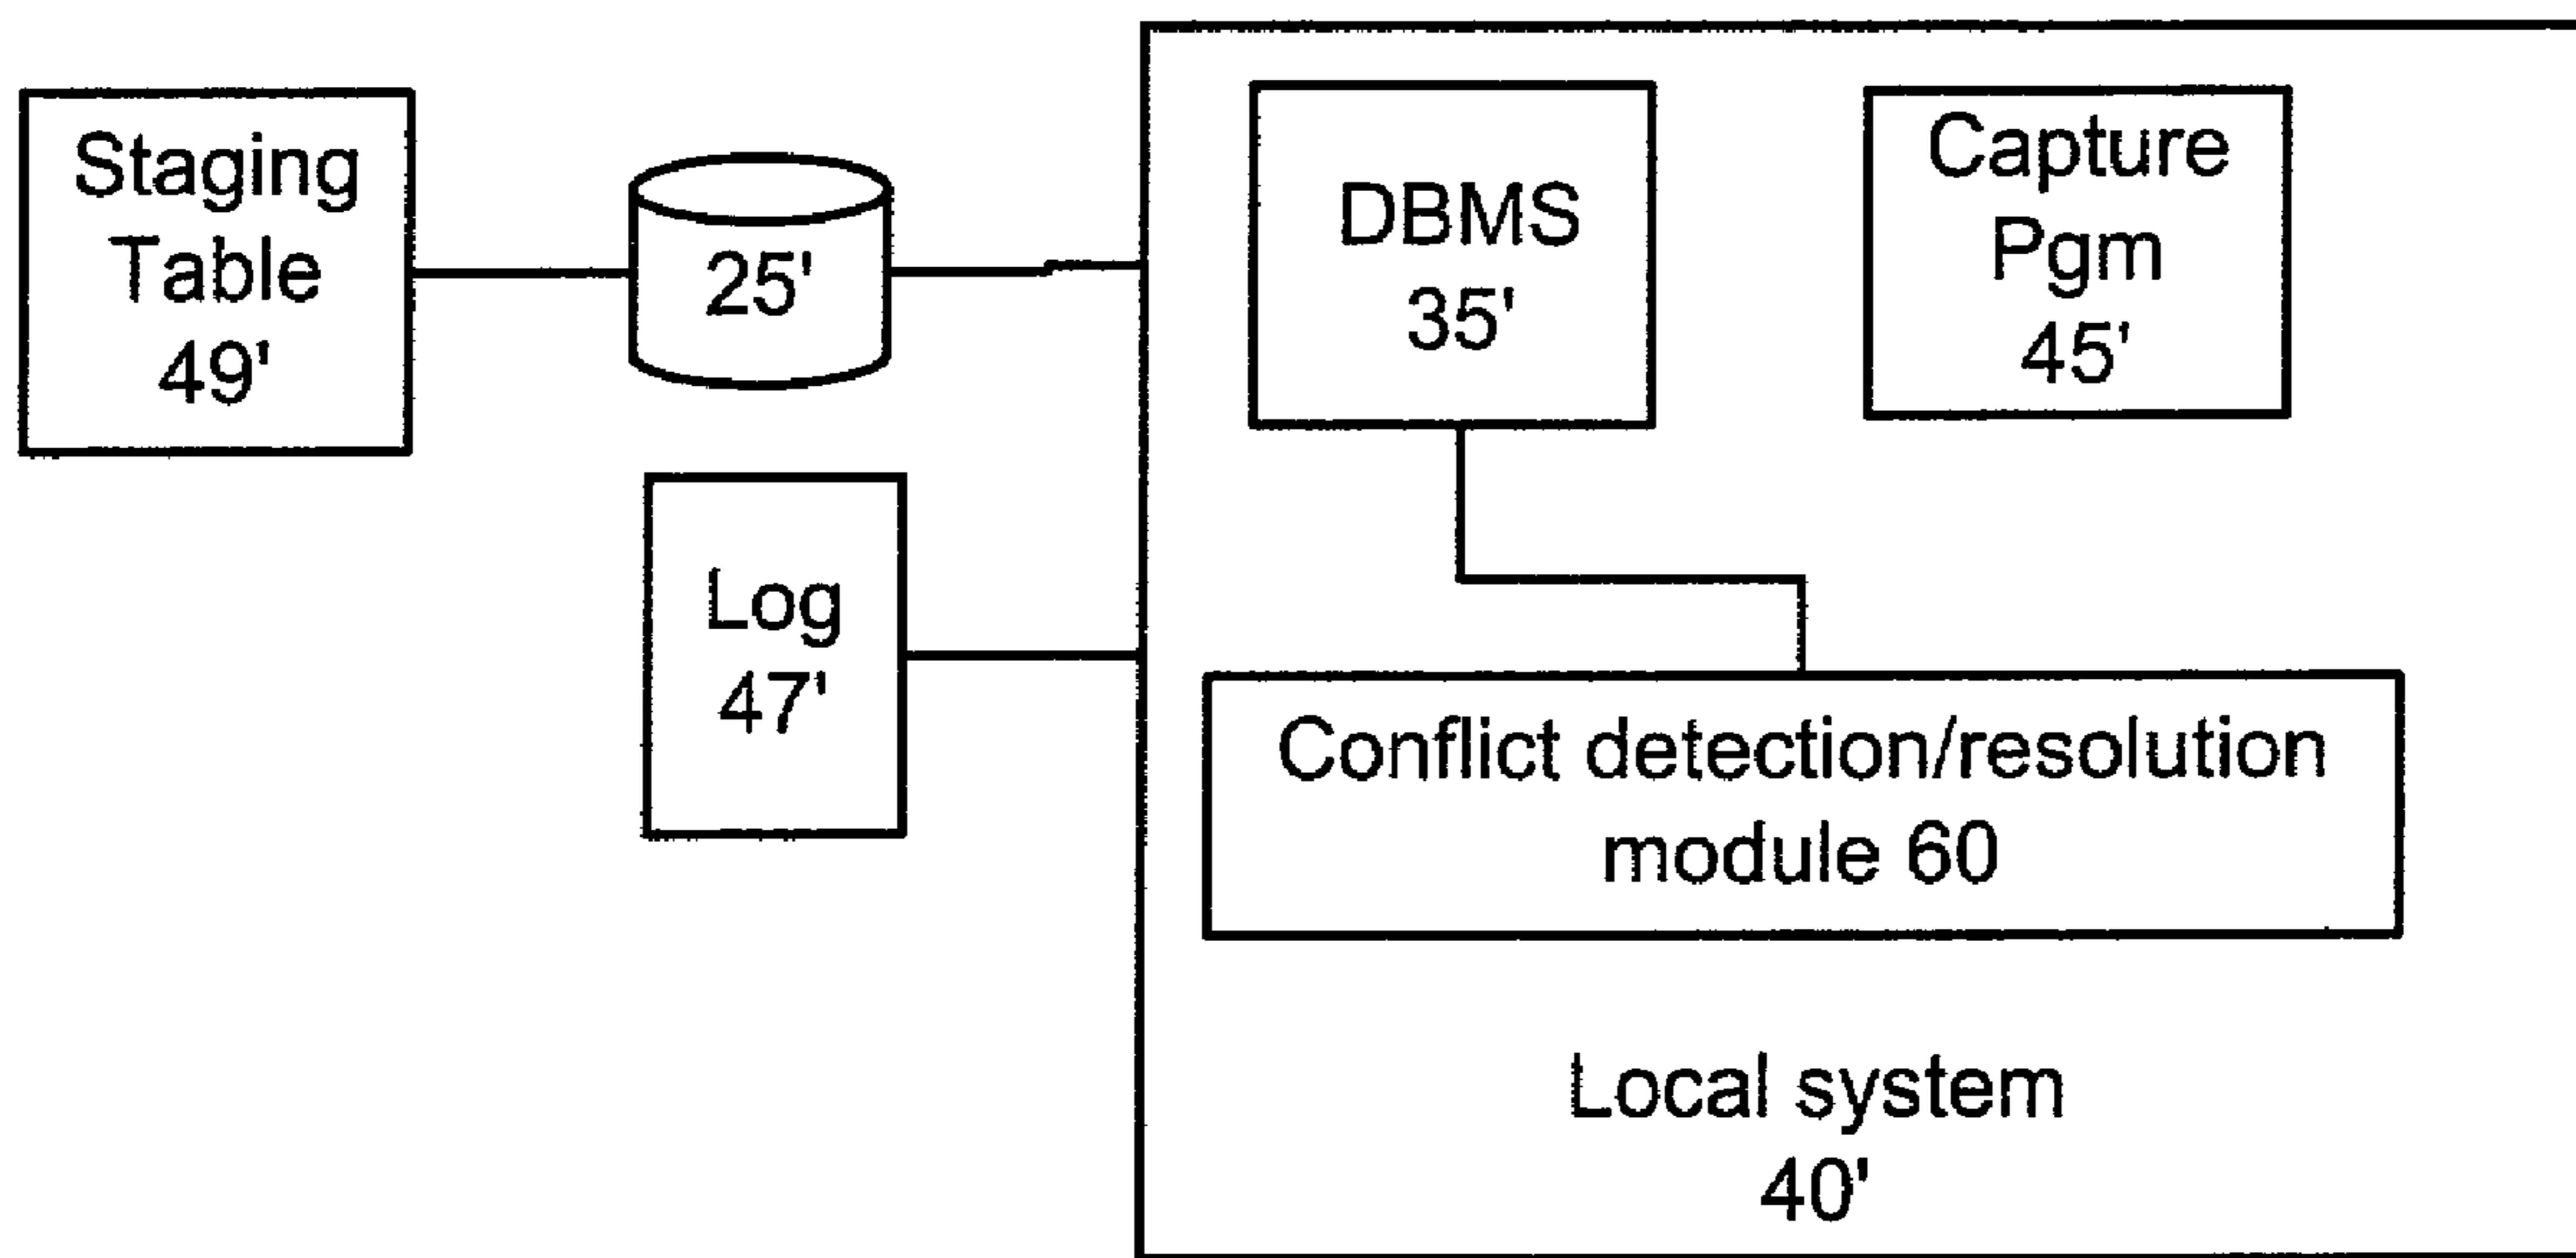 Staging
Table
49'
25'
Log
47'
DBMS
35'
Capture
Pgm
45'
Conflict detection/resolution
module 60
Local system
40'